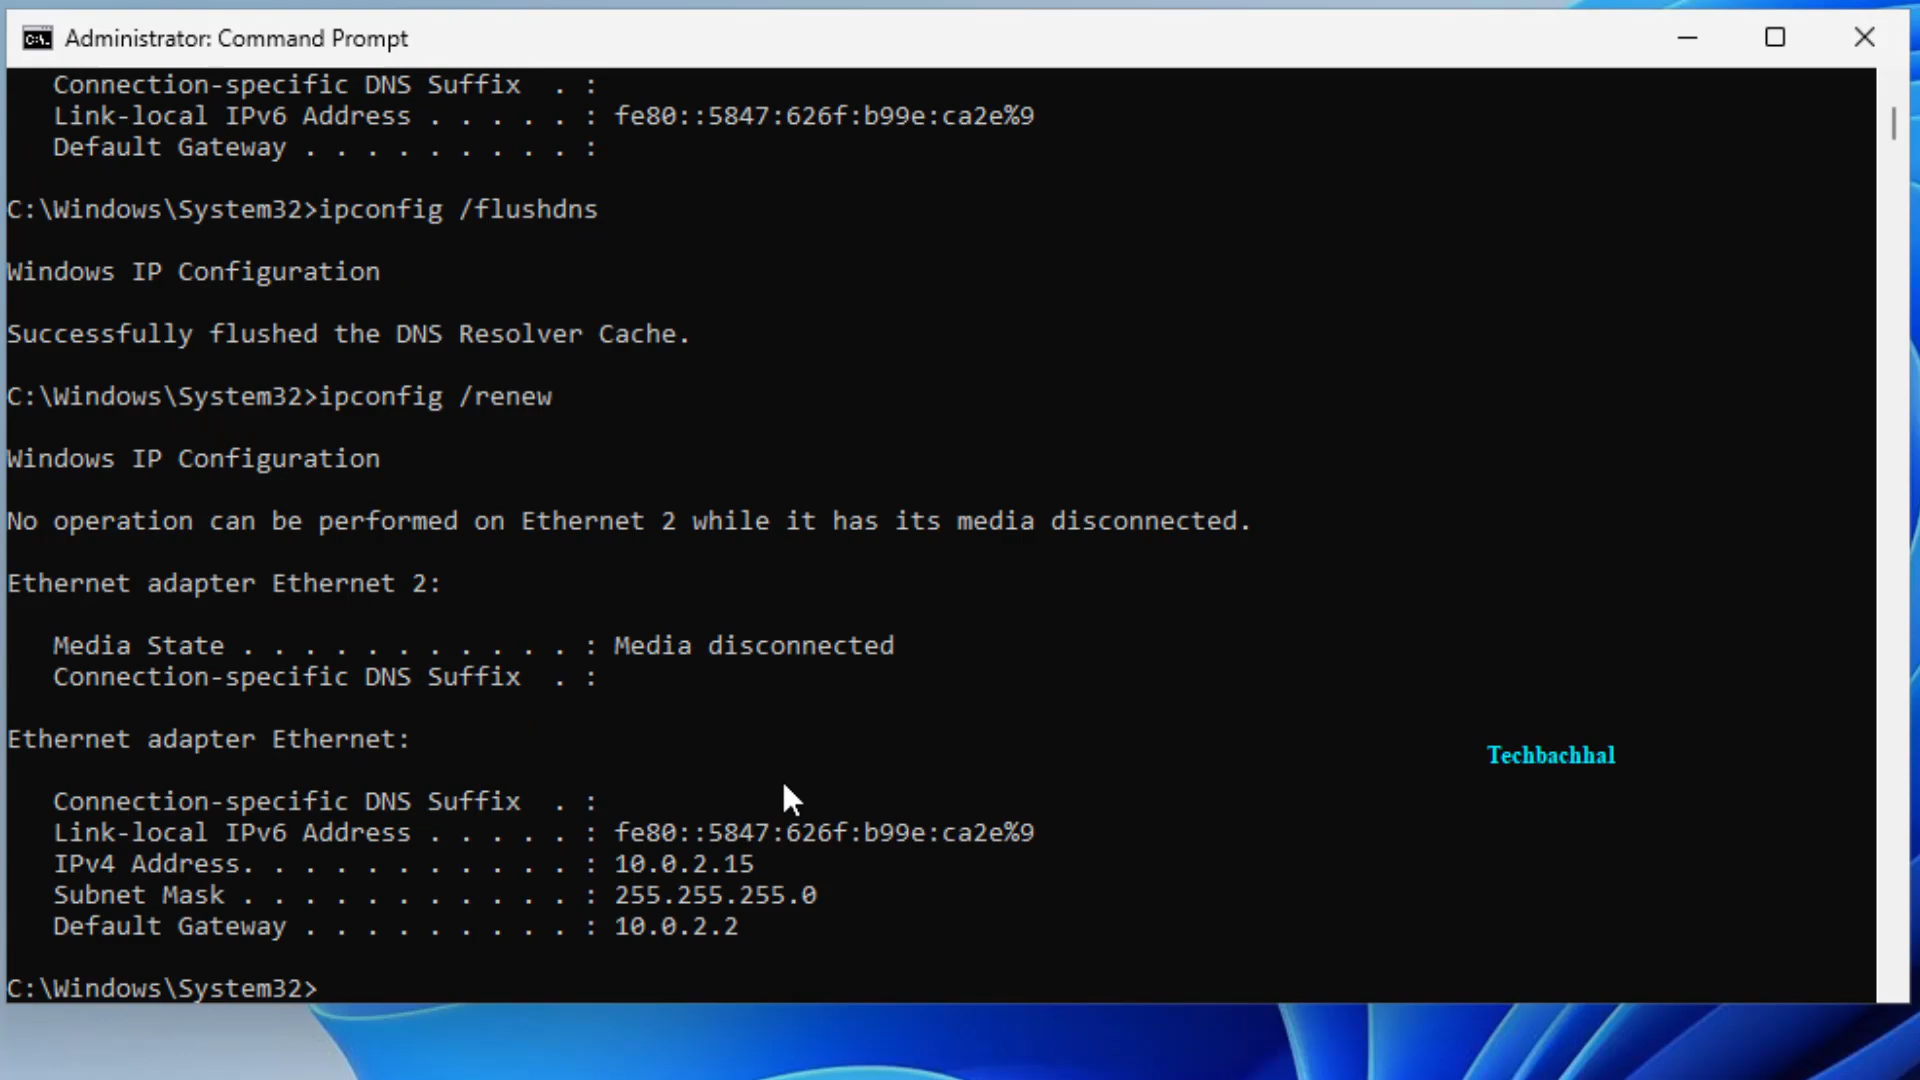 Administrator: Command Prompt
   Connection-specific DNS Suffix  . :
   Link-local IPv6 Address . . . . . : fe80::5847:626f:b99e:ca2e%9
   Default Gateway . . . . . . . . . :
C:\Windows\System32>ipconfig /flushdns
Windows IP Configuration
Successfully flushed the DNS Resolver Cache.
C:\Windows\System32>ipconfig /renew
Windows IP Configuration
No operation can be performed on Ethernet 2 while it has its media disconnected.
Ethernet adapter Ethernet 2:
   Media State . . . . . . . . . . . : Media disconnected
   Connection-specific DNS Suffix  . :
Ethernet adapter Ethernet:
Techbachhal
   Connection-specific DNS Suffix  . :
   Link-local IPv6 Address . . . . . : fe80::5847:626f:b99e:ca2e%9
   IPv4 Address. . . . . . . . . . . : 10.0.2.15
   Subnet Mask . . . . . . . . . . . : 255.255.255.0
   Default Gateway . . . . . . . . . : 10.0.2.2
C:\Windows\System32>